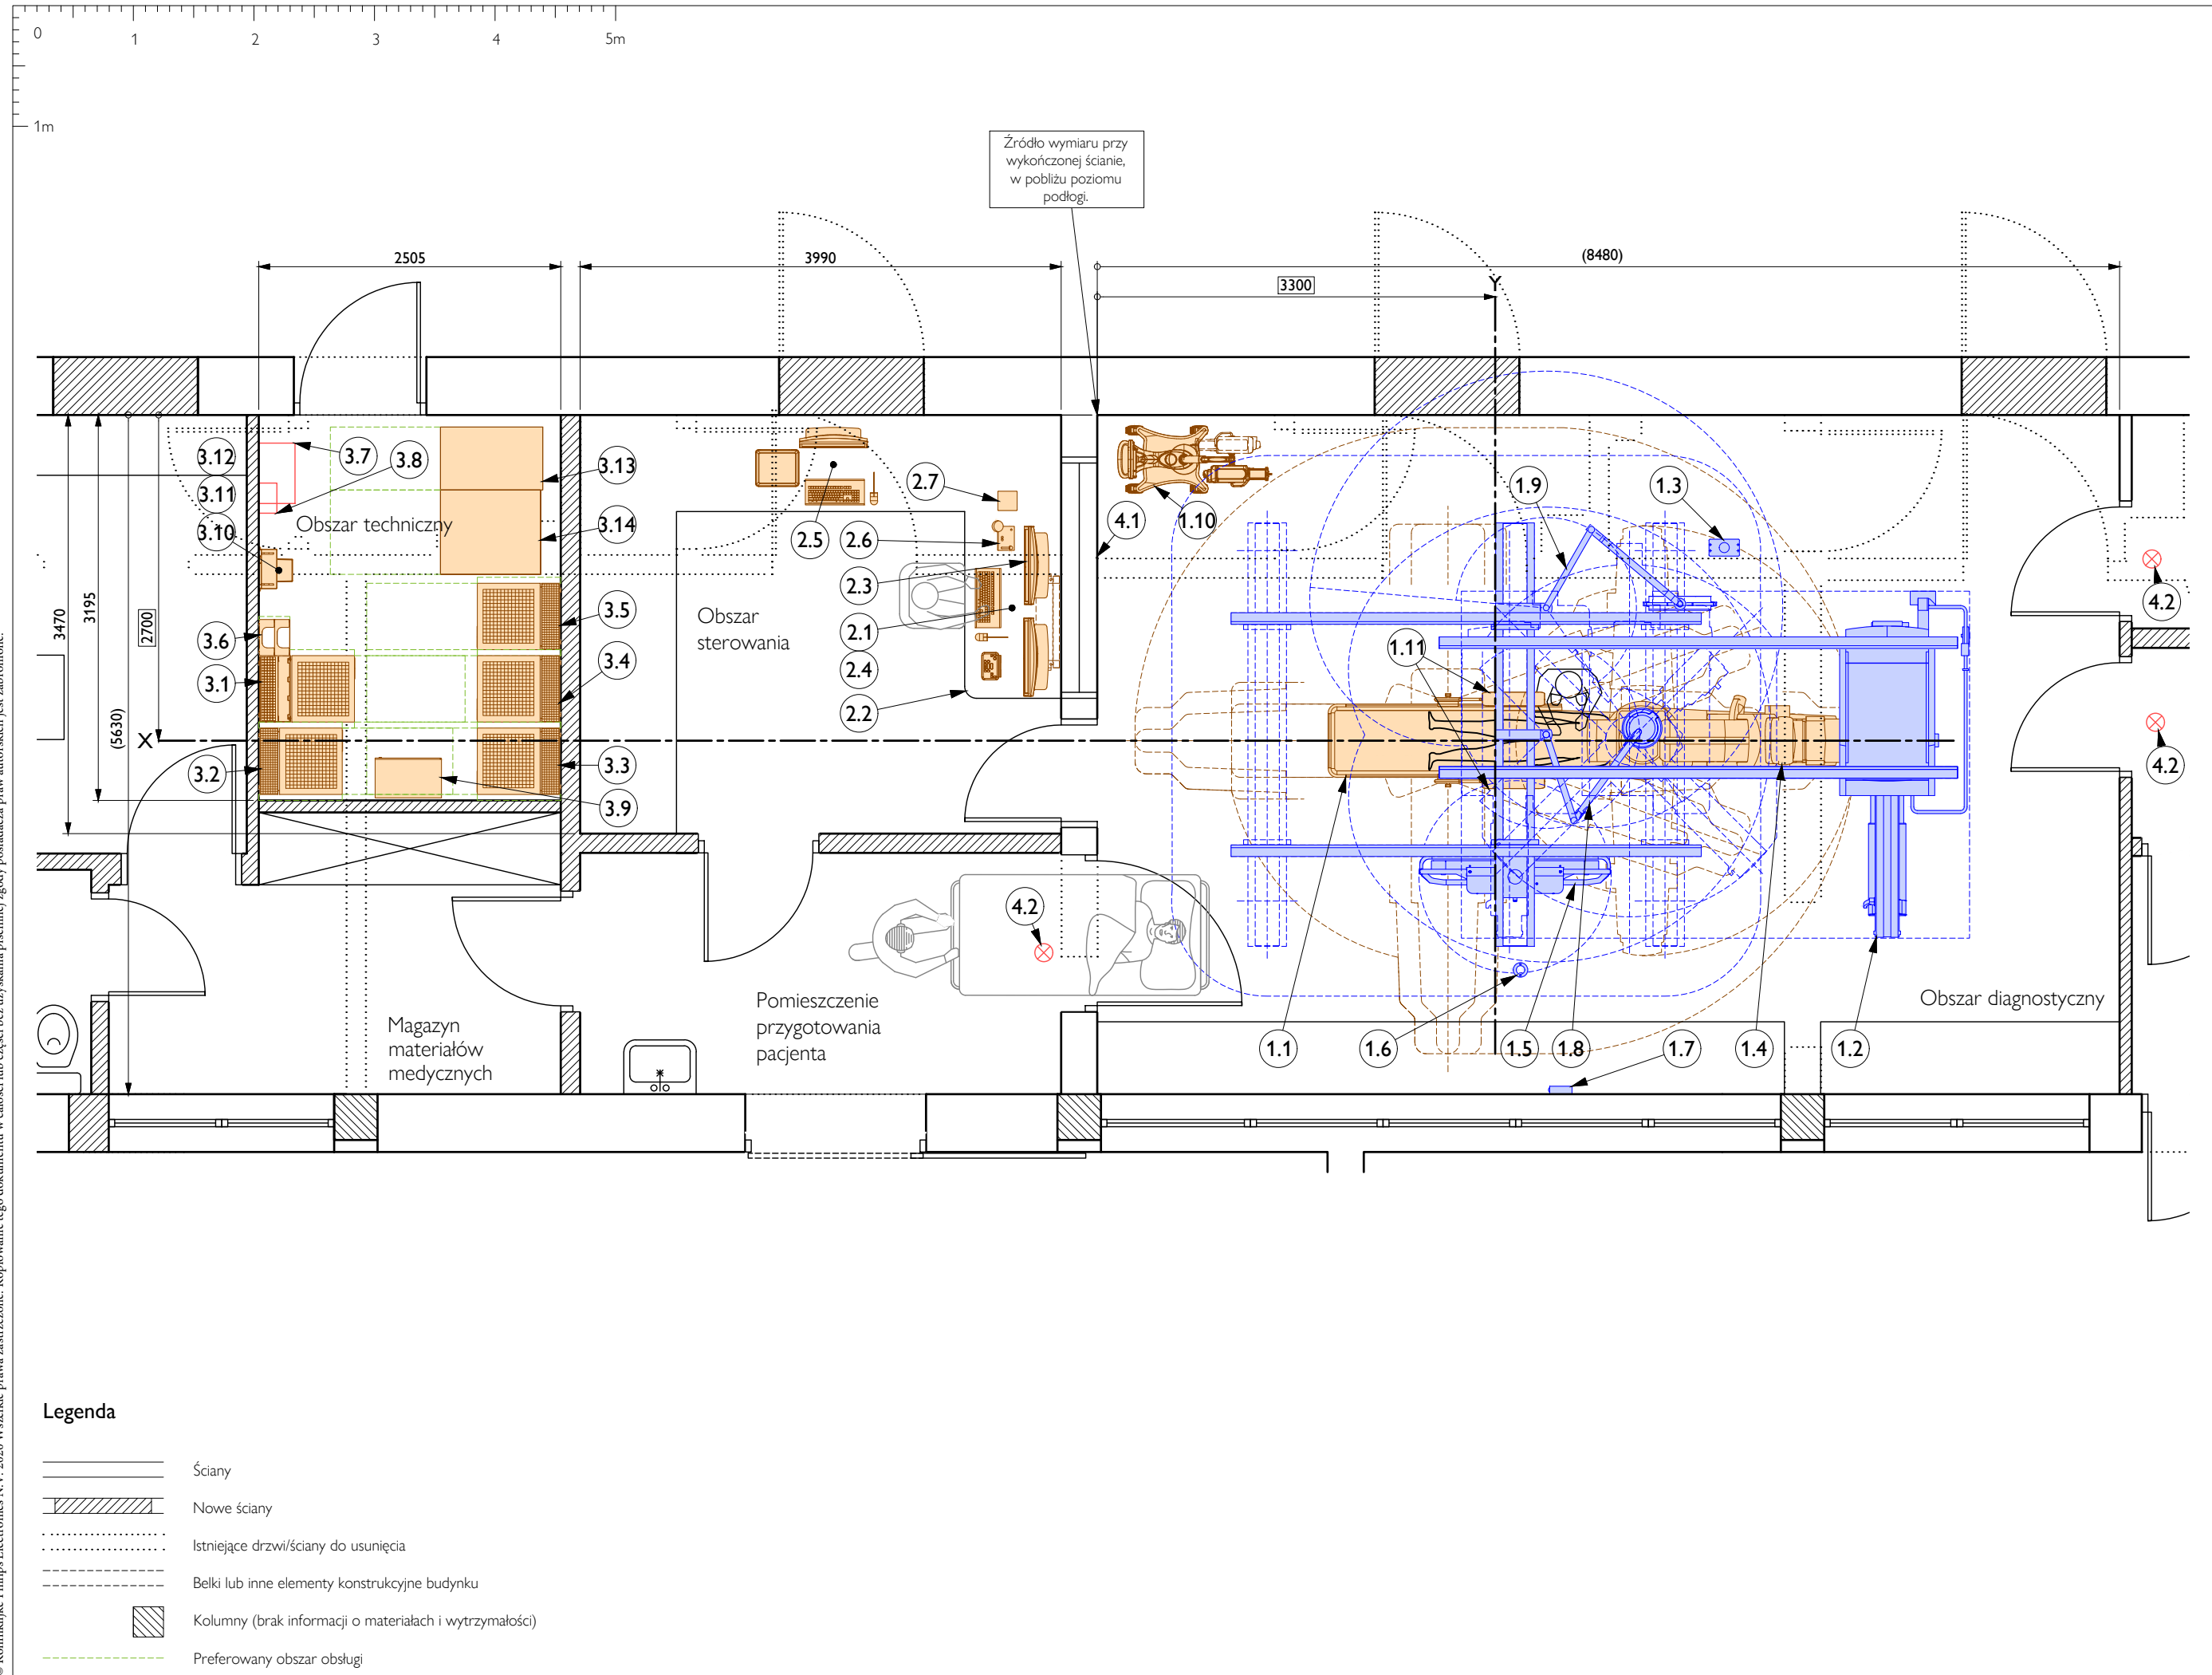 0
1
2
3
4
5m
1m
Źródło wymiaru przy
wykończonej ścianie,
w pobliżu poziomu
podłogi.
2505
3990
(8480)
3300
Y
3.12
3.7
3.8
3.13
3.11
3.10
Obszar techniczny
3.14
2.7
2.5
2.6
4.1
1.10
1.9
1.3
4.2
2.3
3470
3195
2700
(5630)
3.5
3.6
Obszar
sterowania
2.1
3.4
1.11
2.4
3.1
2.2
X
3.2
3.3
4.2
3.9
4.2
Obszar diagnostyczny
Pomieszczenie
przygotowania
pacjenta
Magazyn
materiałów
medycznych
1.1
1.6
1.5
1.8
1.7
1.4
1.2
Legenda
Ściany
Nowe ściany
Istniejące drzwi/ściany do usunięcia
Belki lub inne elementy konstrukcyjne budynku
Kolumny (brak informacji o materiałach i wytrzymałości)
Preferowany obszar obsługi